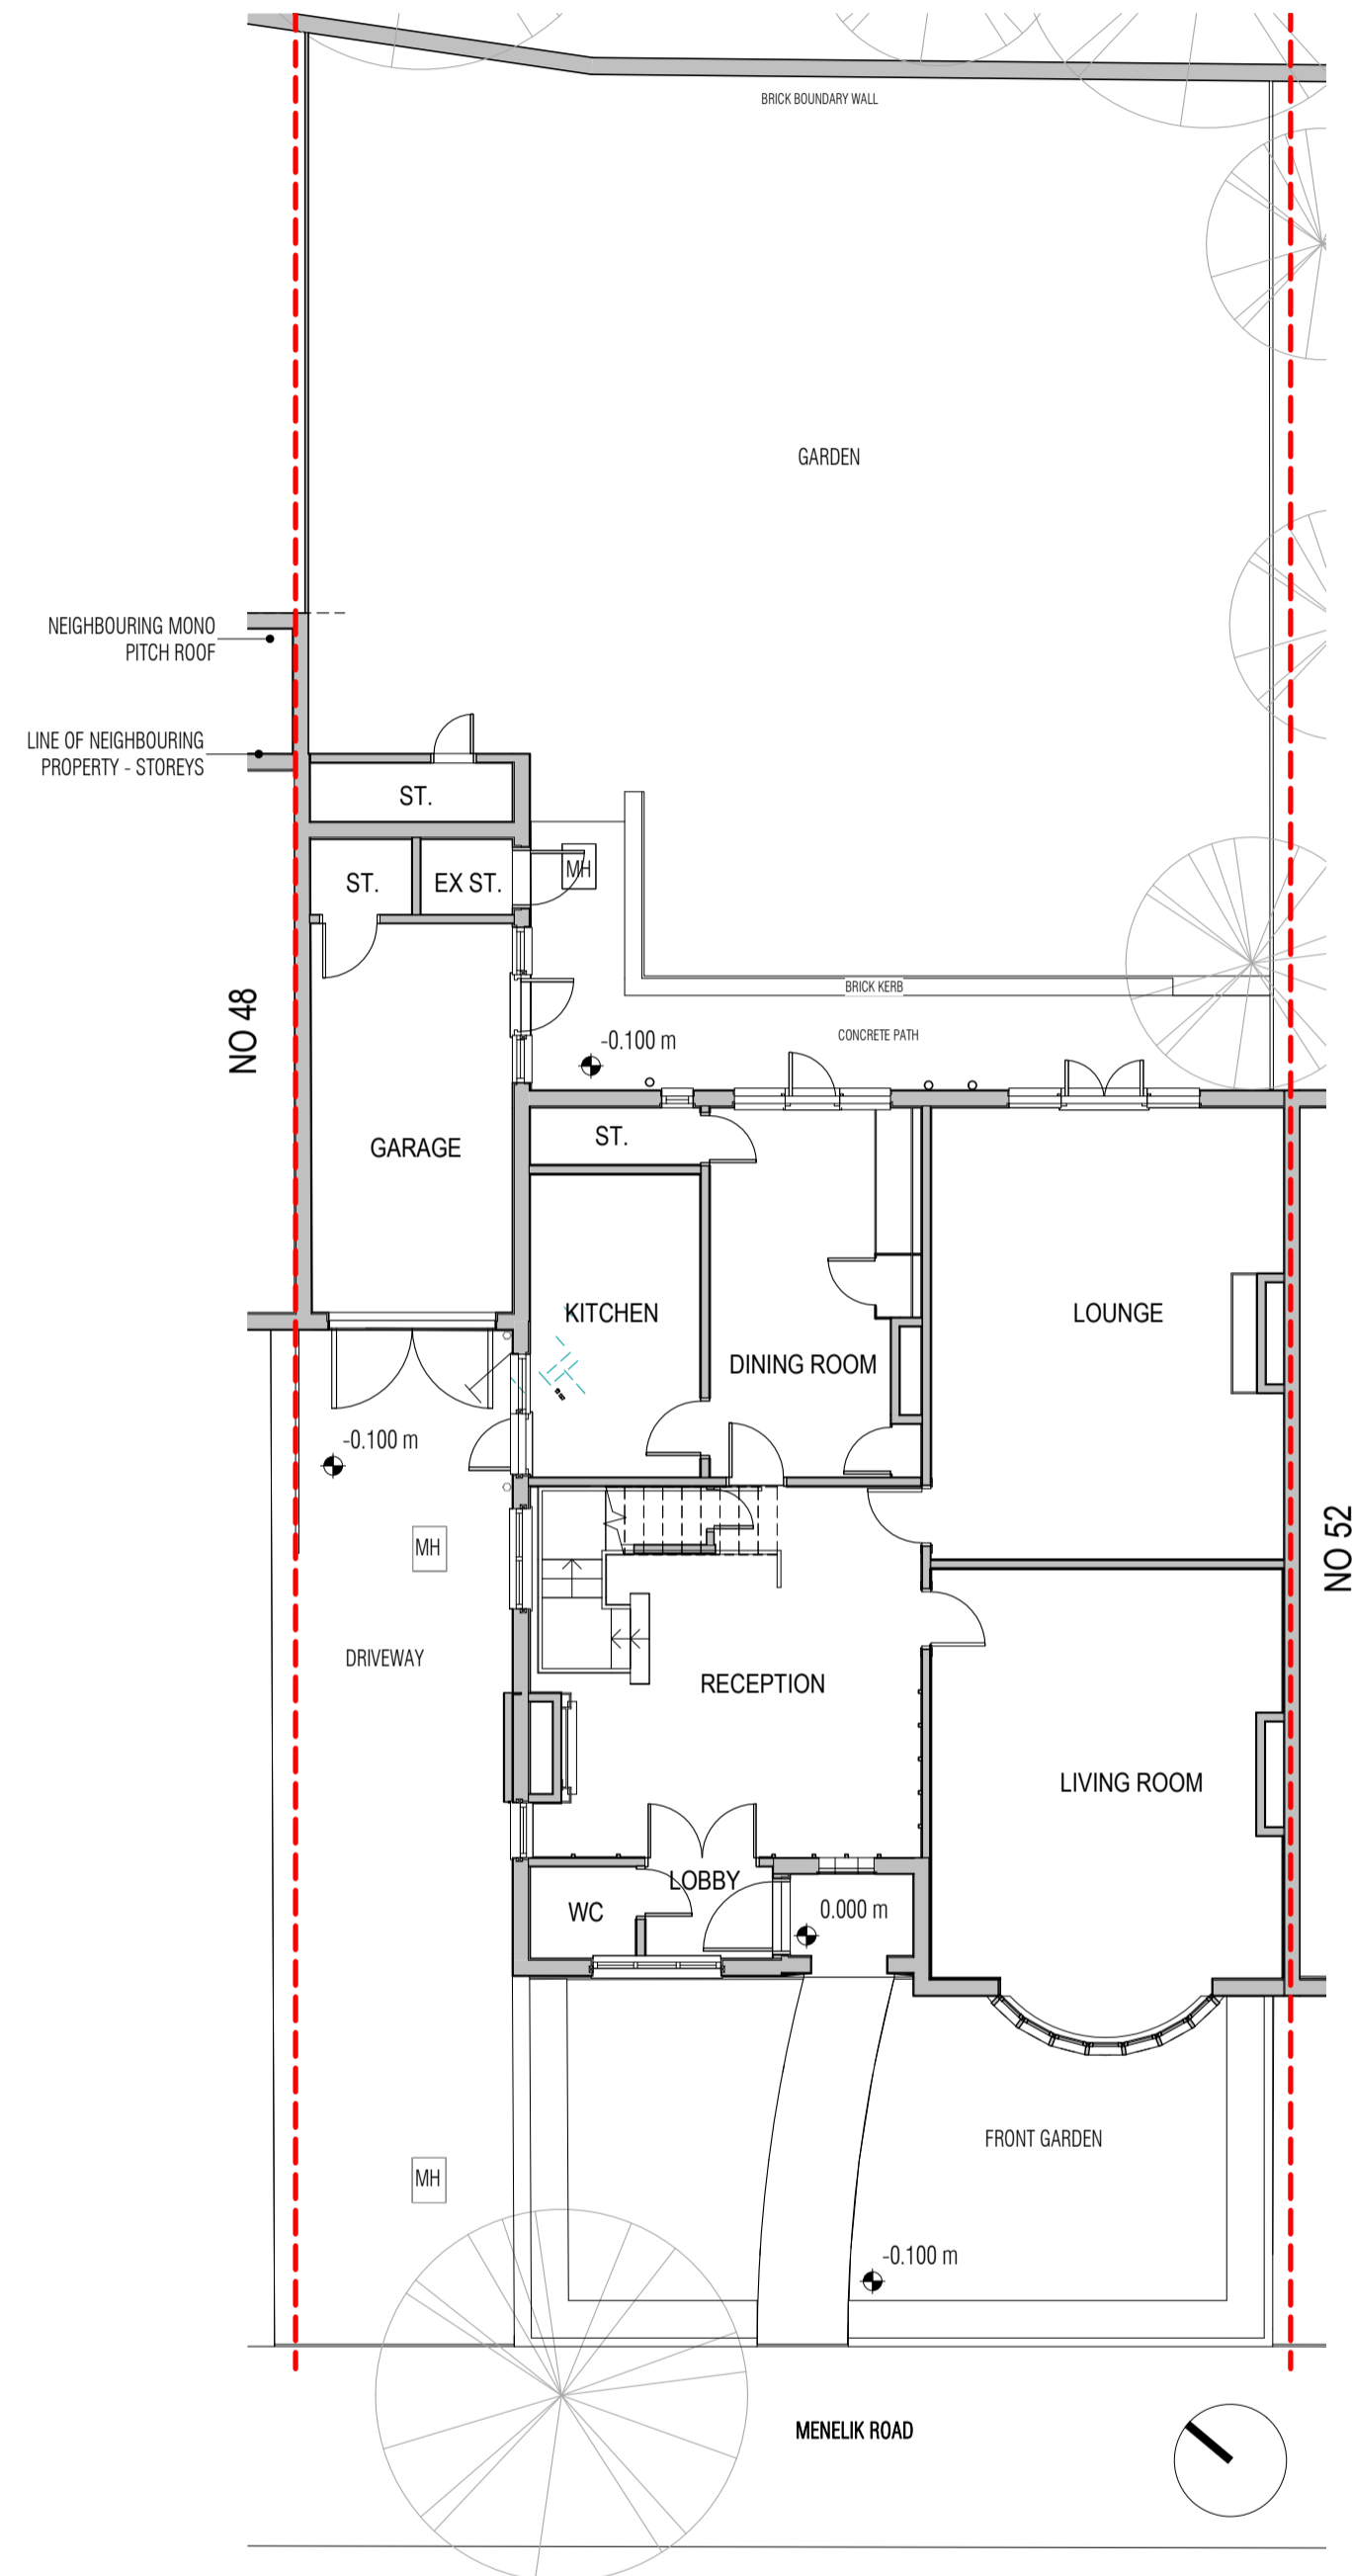 BRICK BOUNDARY WALL
GARDEN
NEIGHBOURING MONO
PITCH ROOF
LINE OF NEIGHBOURING
PROPERTY - STOREYS
ST.
ST.
EX ST.
MH
BRICK KERB
NO 48
-0.100 m
CONCRETE PATH
ST.
GARAGE
KITCHEN
LOUNGE
DINING ROOM
-0.100 m
MH
NO 52
DRIVEWAY
RECEPTION
LIVING ROOM
LOBBY
WC
0.000 m
FRONT GARDEN
MH
-0.100 m
MENELIK ROAD